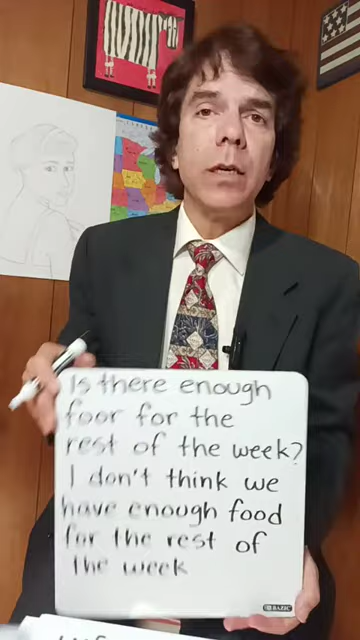 Is there enough
foor for the
rest of the week?
I don't think we
have enough food
for the rest of
the week
BAZIC